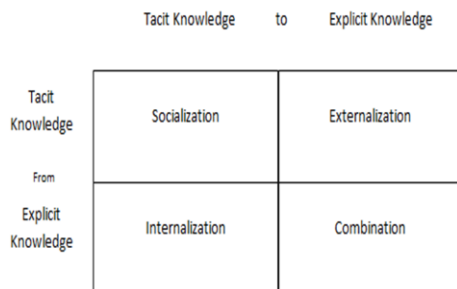 Tacit Knowledge to Explicit Knowledge
Tacit
Knowledge
Socialization Externalization
From
Explicit
Knowledge
Internalization Combination